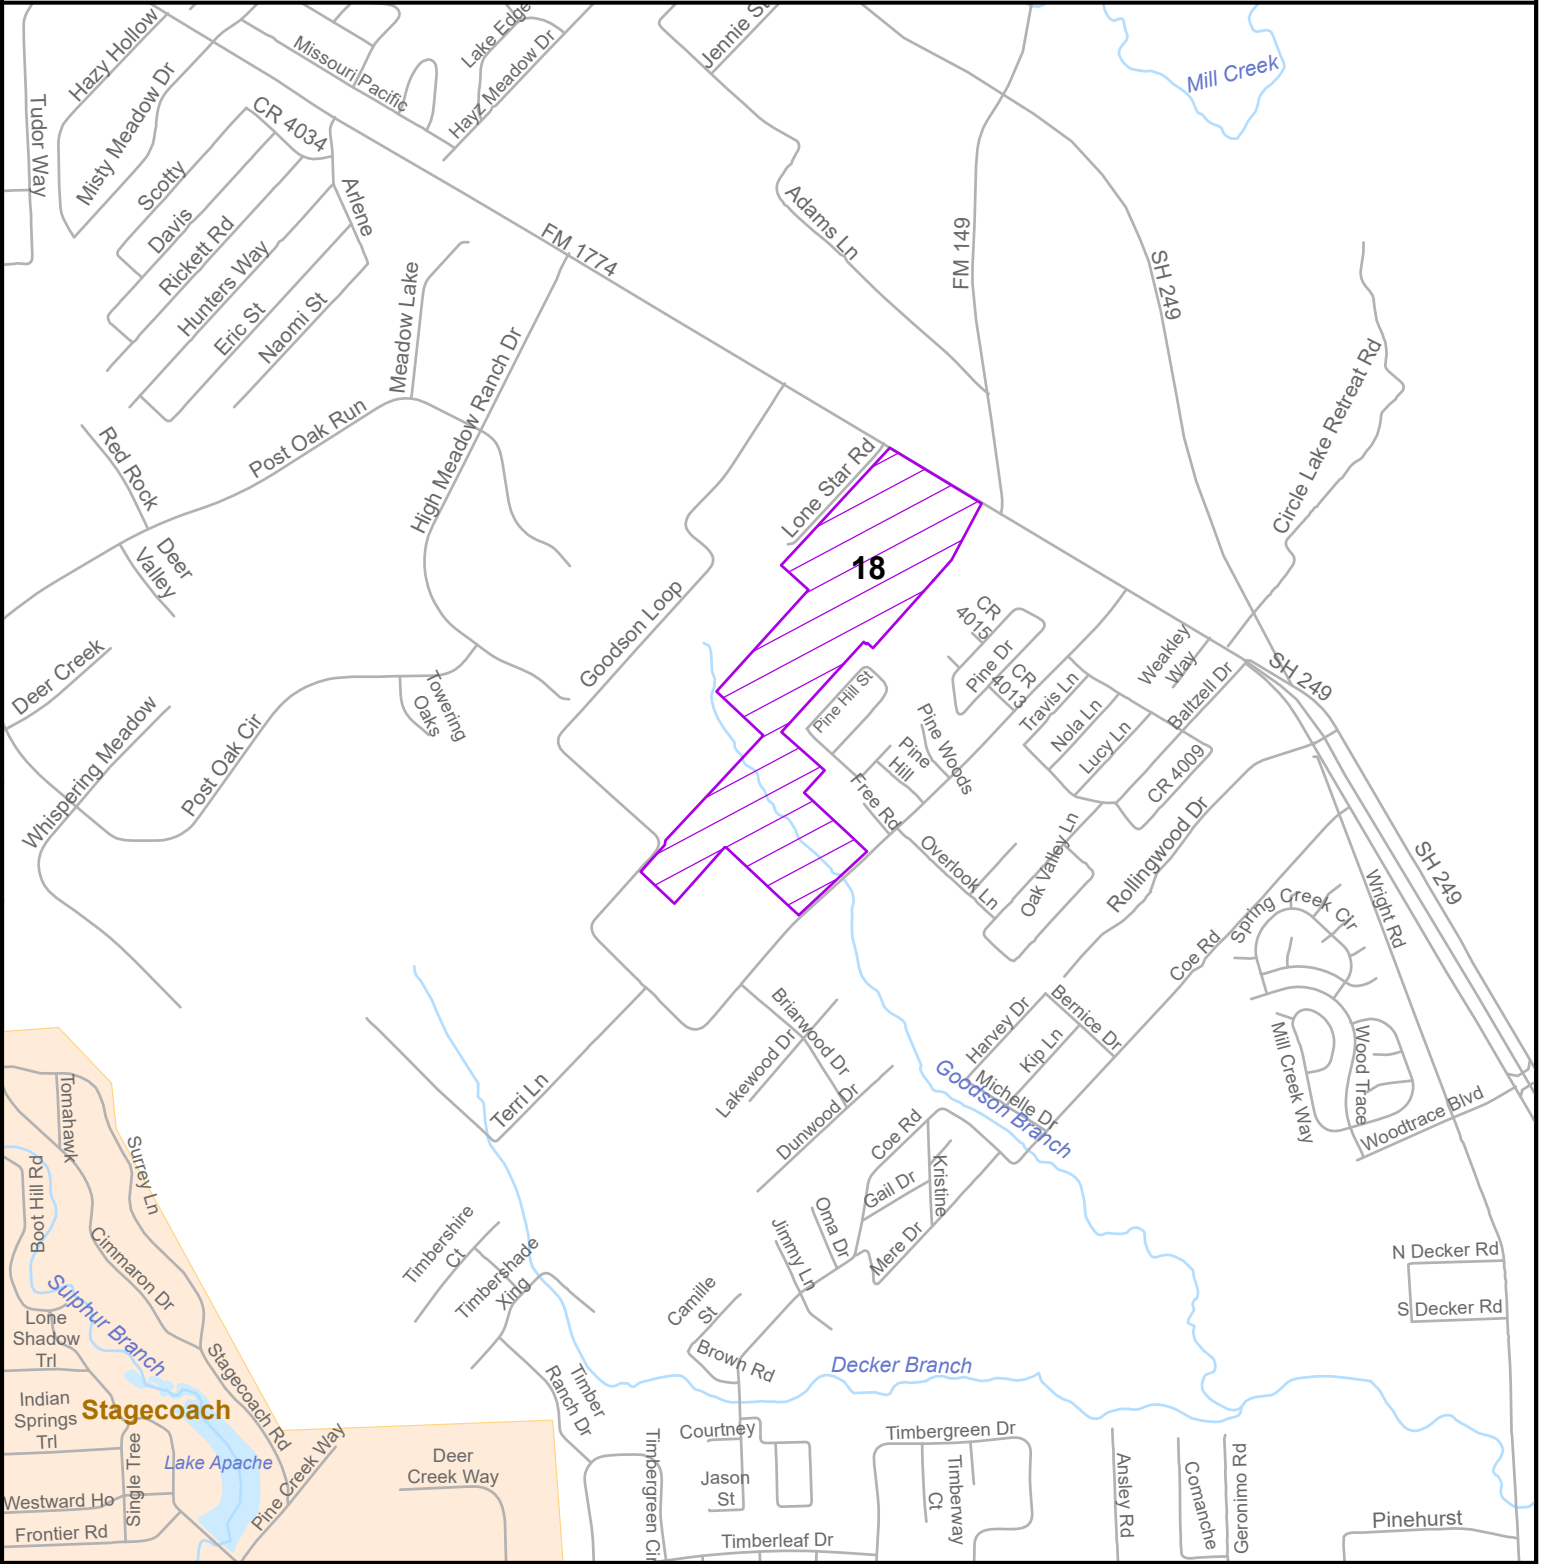 Hazy Hollow
Missouri Pacific
Lake Edge
Hayz Meadow Dr
Jennie St
Mill Creek
Tudor Way
Misty Meadow Dr
CR 4034
Scotty
Davis
Rickett Rd
Hunters Way
Eric St
Naomi St
Arlene
FM 1774
Adams Ln
FM 149
SH 249
Meadow Lake
High Meadow Ranch Dr
Post Oak Run
Red Rock
Deer
Valley
Circle Lake Retreat Rd
Lone Star Rd
18
Goodson Loop
CR
4015
Pine Dr
CR
4013
Travis Ln
Nola Ln
Lucy Ln
Weakley
Way
Baltzell Dr
SH 249
CR 4009
Deer Creek
Whispering Meadow
Post Oak Cir
Towering
Oaks
Pine Hill St
Pine Woods
Pine
Hill
Free Rd
Overlook Ln
Oak Valley Ln
Rollingwood Dr
SH 249
Wright Rd
Spring Creek Clr
Coe Rd
Harvey Dr
Bernice Dr
Kip Ln
Michelle Dr
Goodson Branch
Mill Creek Way
Wood Trace
Woodtrace Blvd
Briarwood Dr
Lakewood Dr
Dunwood Dr
Terri Ln
Coe Rd
Gail Dr
Kristine
Mere Dr
Oma Dr
Jimmy Ln
Tomahawk
Surrey Ln
Boot Hill Rd
Cimmaron Dr
Sulphur Branch
Timbershire
Ct
Timbershade
Xing
Camille
St
Brown Rd
Decker Branch
N Decker Rd
S Decker Rd
Lone
Shadow
Trl
Stagecoach Rd
Indian
Springs
Trl
Stagecoach
Lake Apache
Single Tree
Pine Creek Way
Westward Ho
Frontier Rd
Deer
Creek Way
Timber
Ranch Dr
Timbergreen Cir
Courtney
Jason
St
Timberleaf Dr
Timbergreen Dr
Timberway
Ct
Ansley Rd
Comanche
Geronimo Rd
Pinehurst